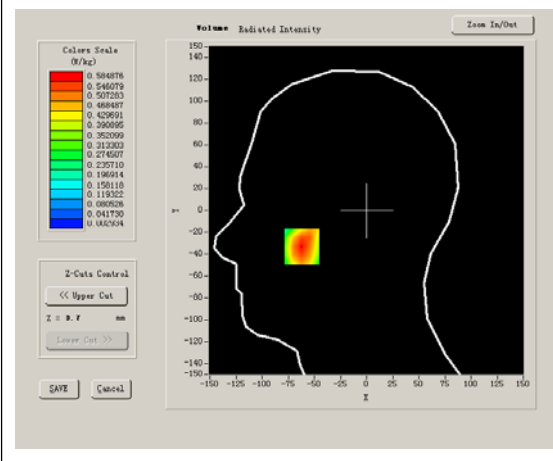 Volume Radiated Intensity
Zoom In/Out
Colors Scale
(W/kg)
0.584876
0.546079
0.507283
0.468487
0.429691
0.390895
0.352099
0.313303
0.274507
0.235710
0.196914
0.158118
0.119322
0.080526
0.041730
0.002934
Z-Cuts Control
<< Upper Cut
Z = 0.7 mm
Lower Cut >>
SAVE
Cancel
150
140
120
100
80
60
40
20
Y
0
-20
-40
-60
-80
-100
-120
-140
-150
-150 -125 -100 -75 -50 -25 0 25 50 75 100 125 150
X